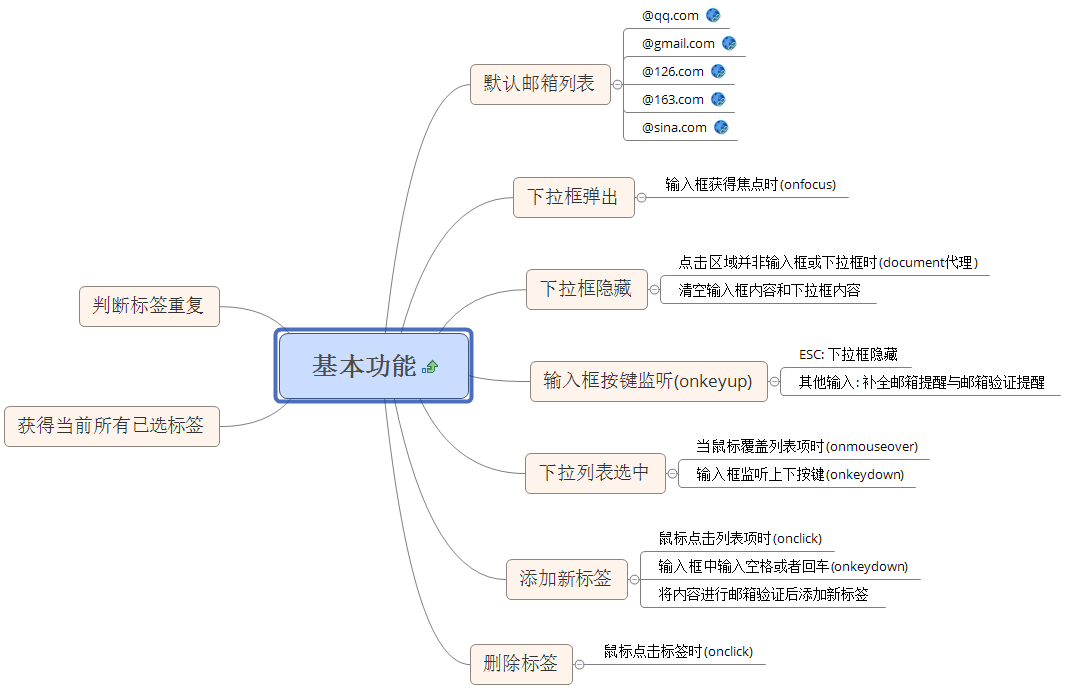 基本功能
默认邮箱列表
@qq.com
@gmail.com
@126.com
@163.com
@sina.com
下拉框弹出
输入框获得焦点时(onfocus)
下拉框隐藏
点击区域并非输入框或下拉框时(document代理)
清空输入框内容和下拉框内容
输入框按键监听(onkeyup)
ESC: 下拉框隐藏
其他输入: 补全邮箱提醒与邮箱验证提醒
下拉列表选中
当鼠标覆盖列表项时(onmouseover)
输入框监听上下按键(onkeydown)
添加新标签
鼠标点击列表项时(onclick)
输入框中输入空格或者回车(onkeydown)
将内容进行邮箱验证后添加新标签
删除标签
鼠标点击标签时(onclick)
判断标签重复
获得当前所有已选标签